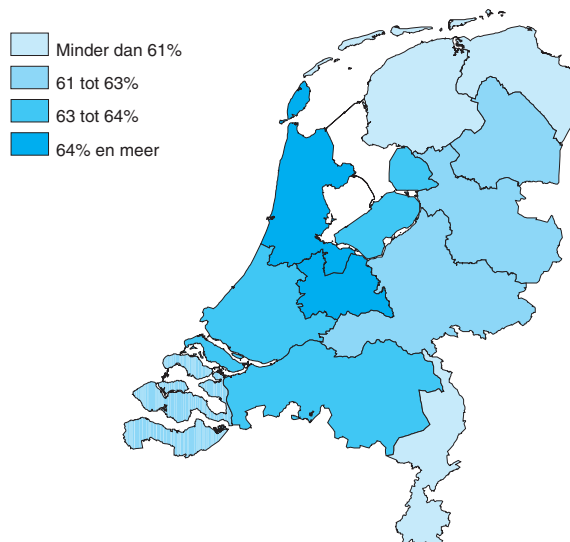 Minder dan 61%
61 tot 63%
63 tot 64%
64% en meer